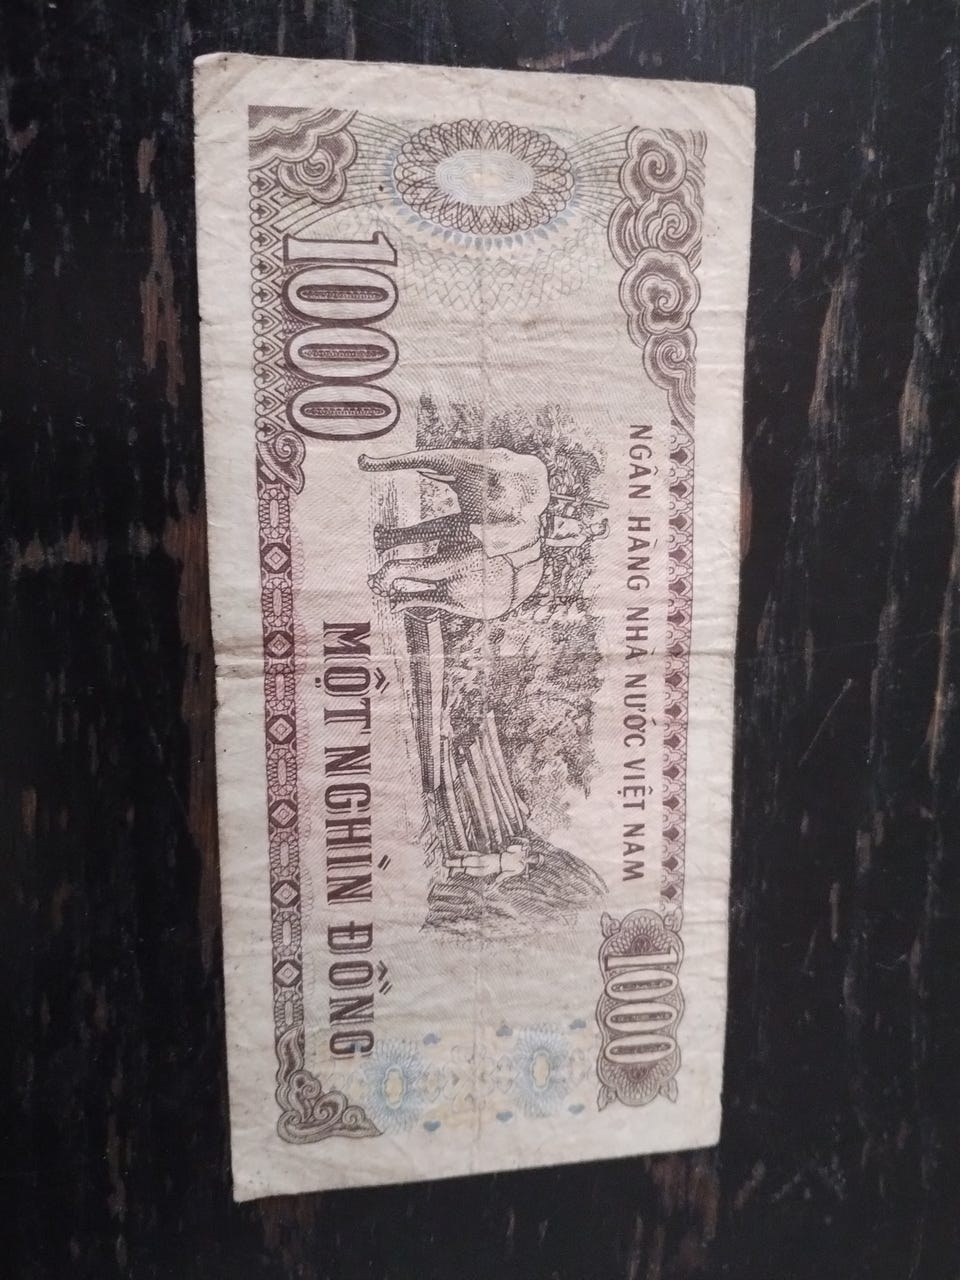 NGÂN HÀNG NHÀ NƯỚC VIỆT NAM
1000
1000
MỘT NGHÌN ĐỒNG